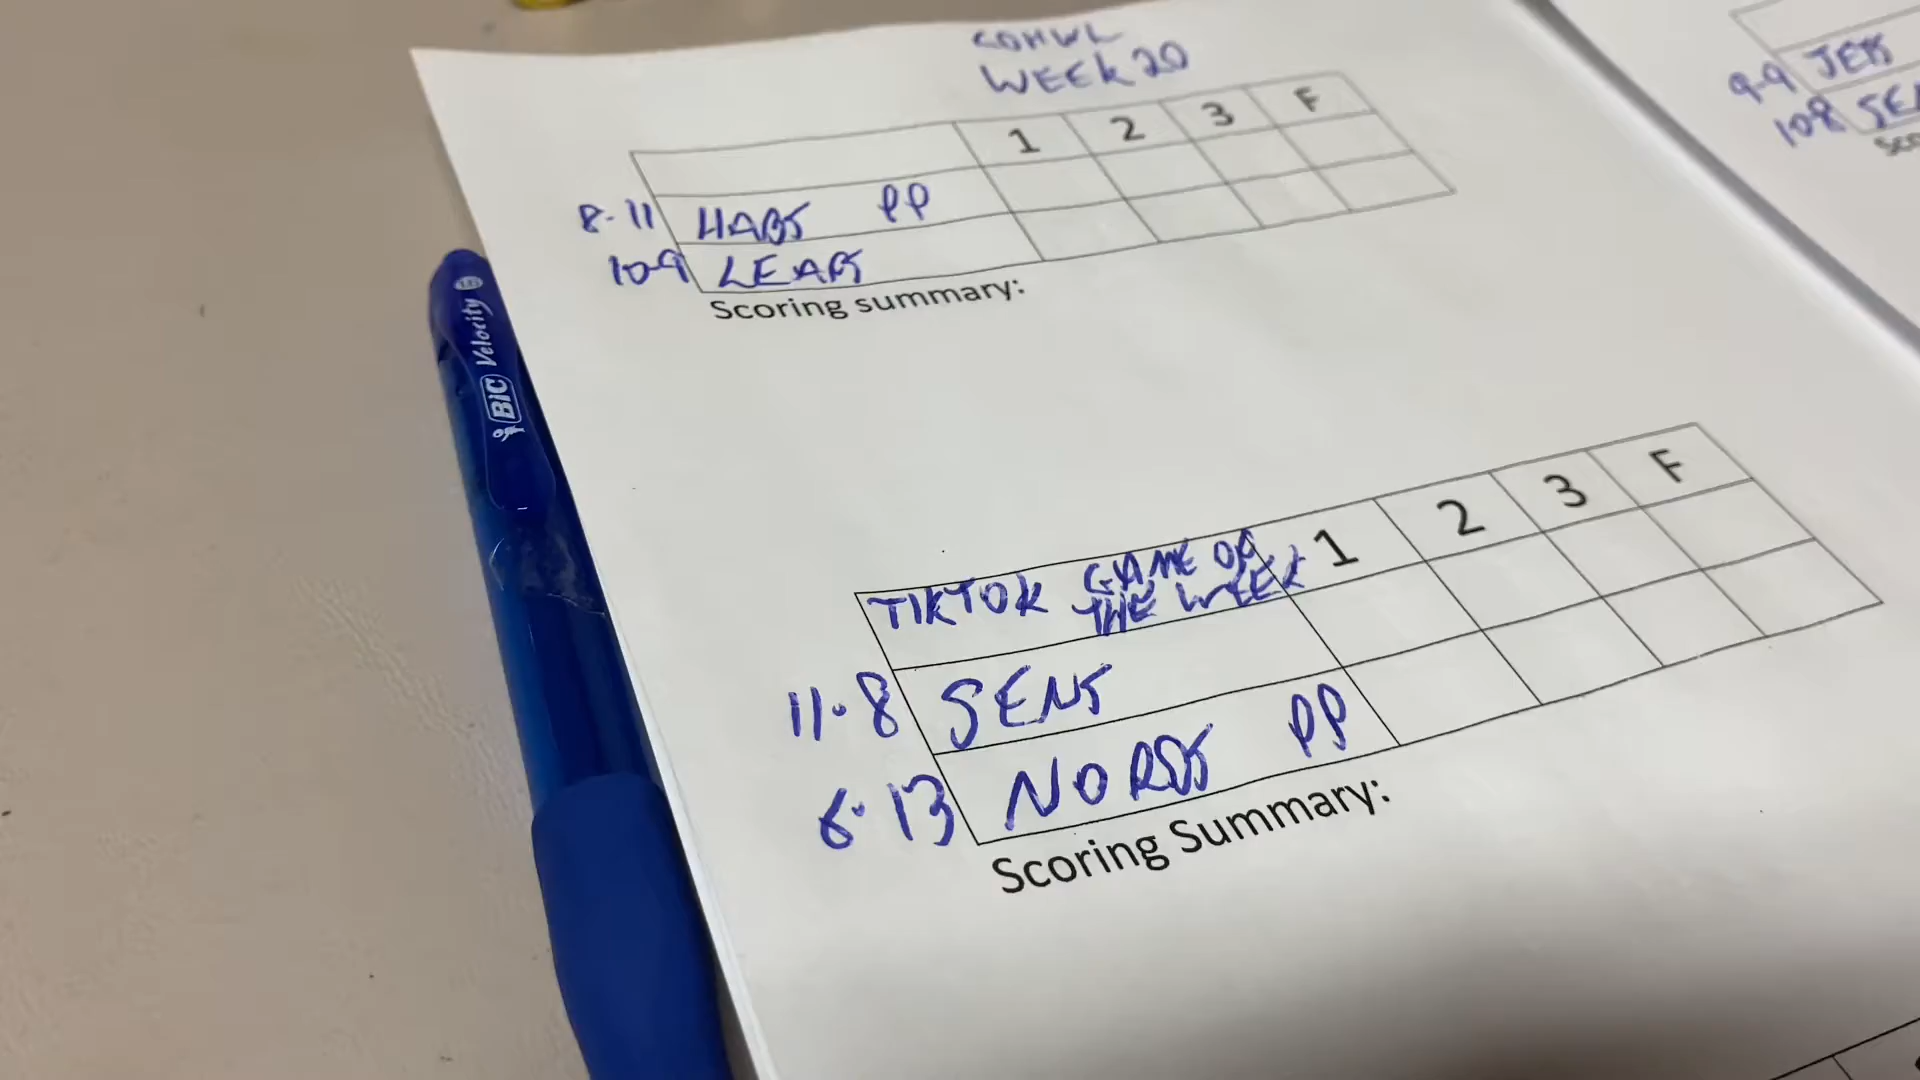 WEEK 20
1 2 3 F
8-11 HABS PP
10-9 LEAFS
Scoring summary:
TIKTOK GAME OF
THE WEEK
1 2 3 F
11-8 SENS
6-13 NORDS PP
Scoring Summary:
9-9 JETS
10-8
BIC Velocity